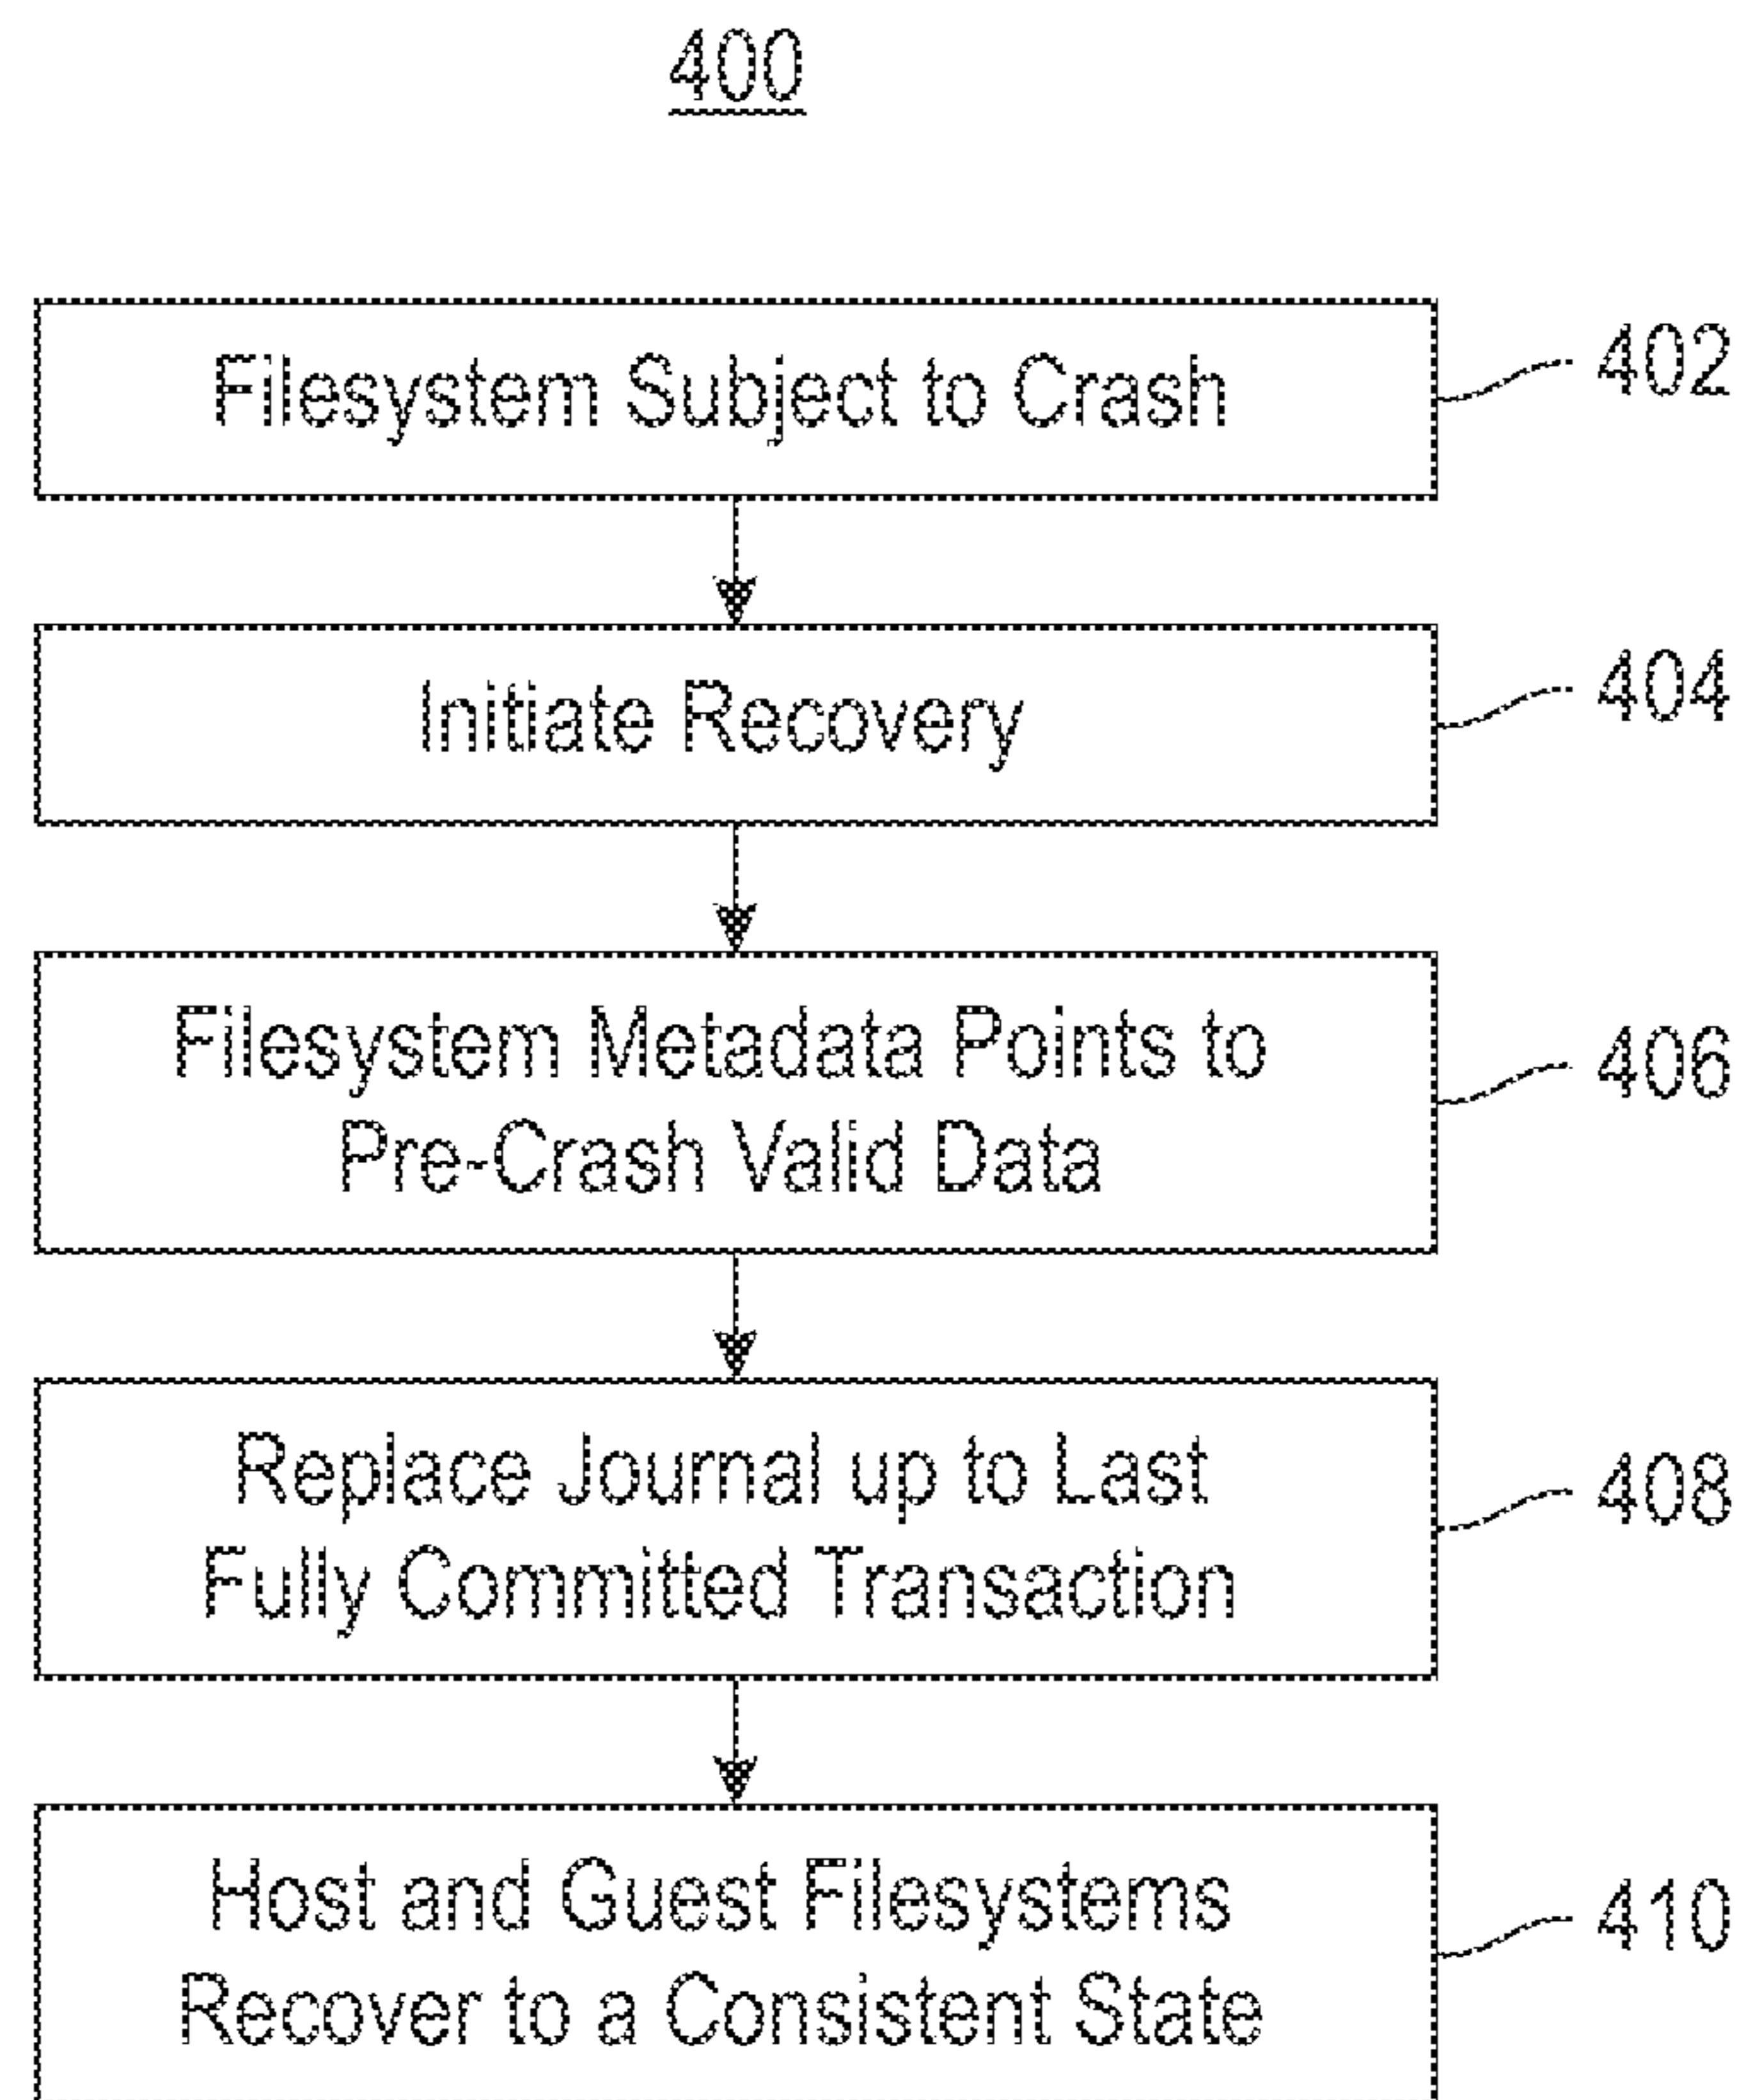 400
Filesystem Subject to Crash
402
Initiate Recovery
404
Filesystem Metadata Points to
Pre-Crash Valid Data
406
Replace Journal up to Last
Fully Committed Transaction
408
Host and Guest Filesystems
Recover to a Consistent State
410